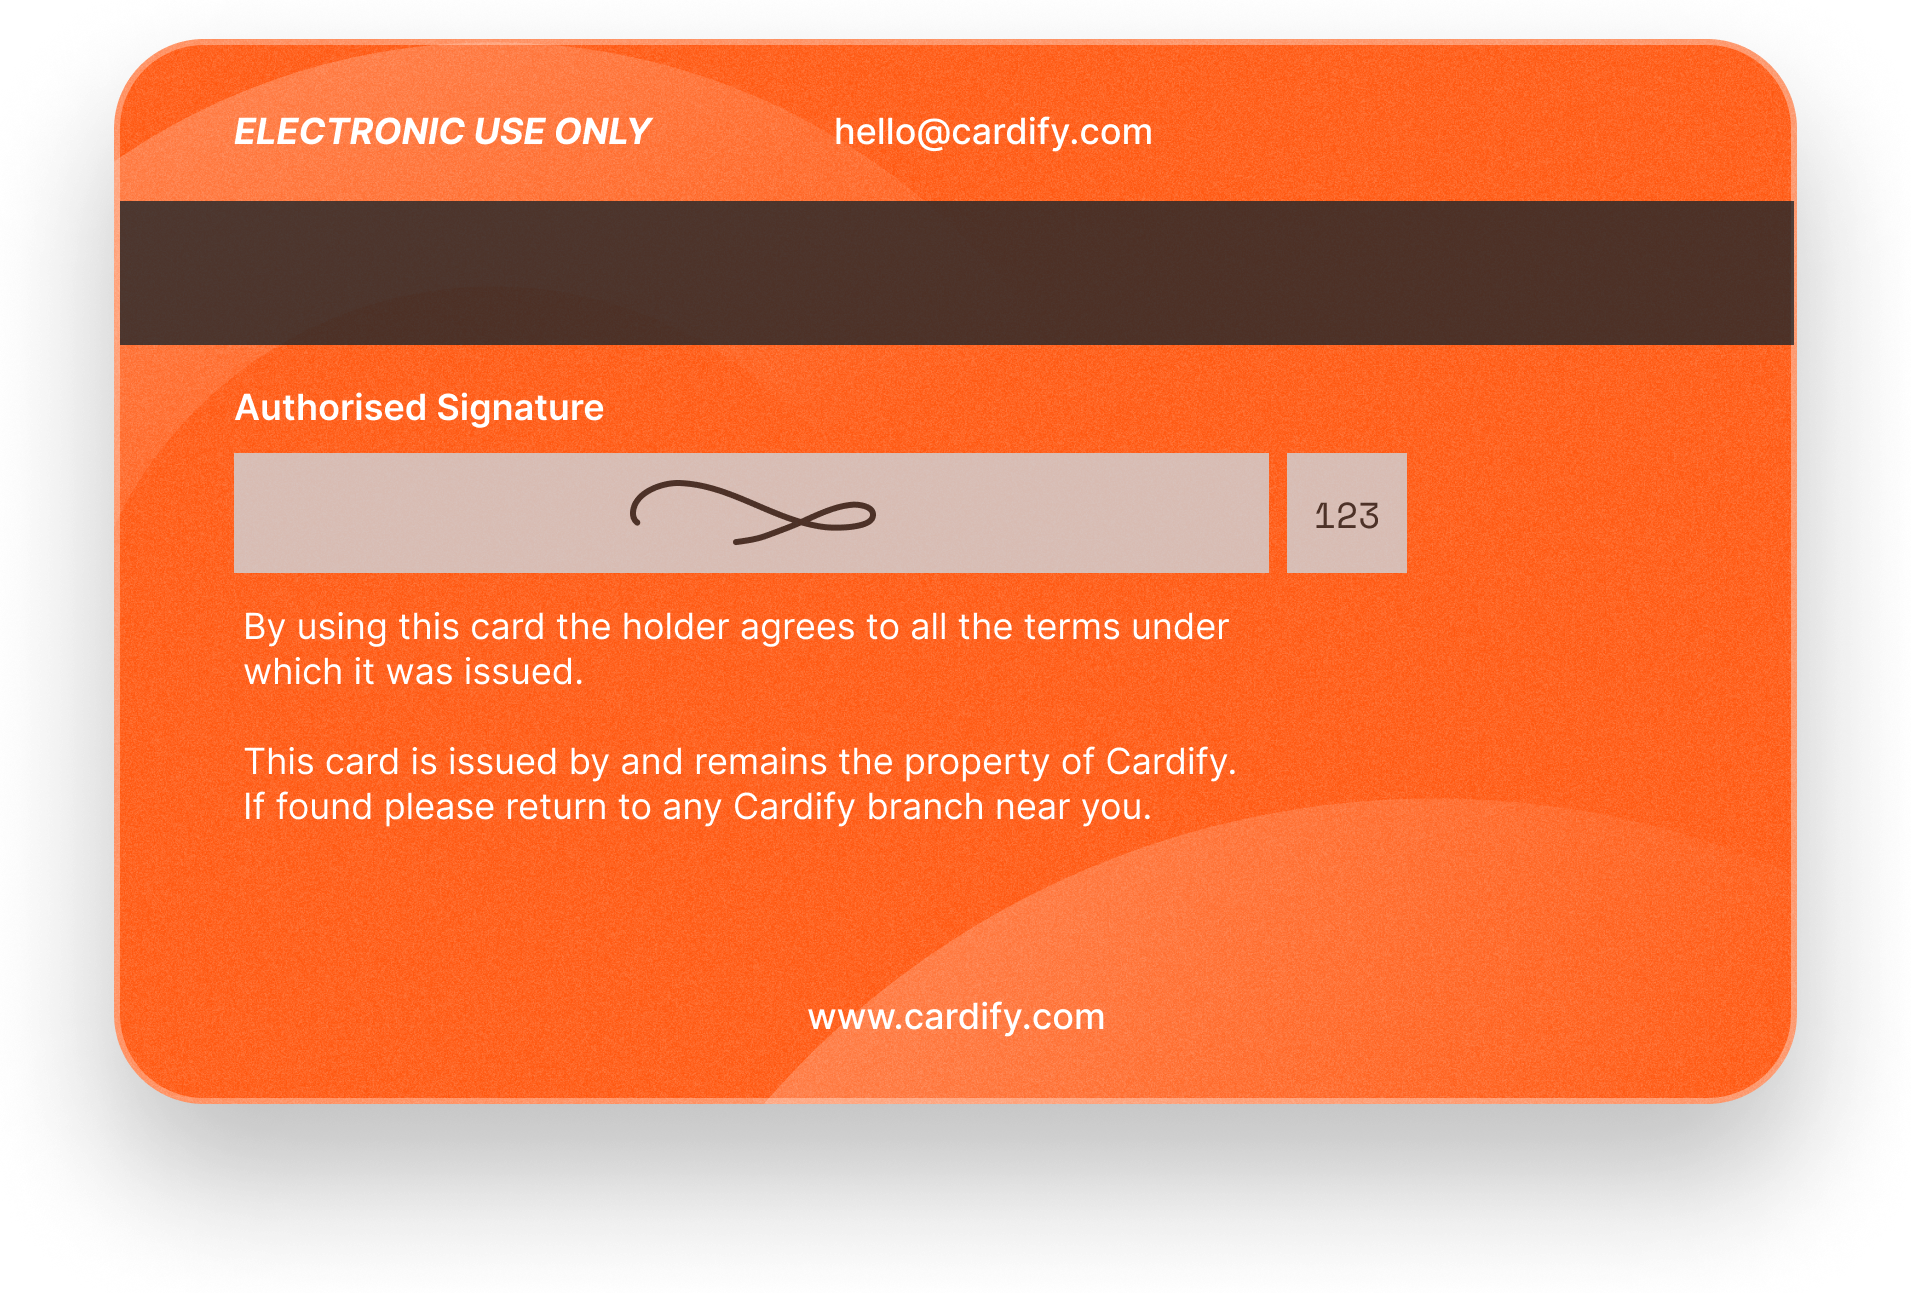 ELECTRONIC USE ONLY
hello@cardify.com
Authorised Signature
123
By using this card the holder agrees to all the terms under
which it was issued.
This card is issued by and remains the property of Cardify.
If found please return to any Cardify branch near you.
www.cardify.com